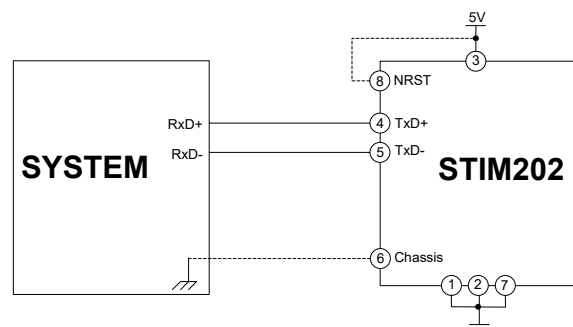 5V
3
8 NRST
RxD+ 4 TxD+
RxD- 5 TxD-
SYSTEM STIM202
6 Chassis
1 2 7